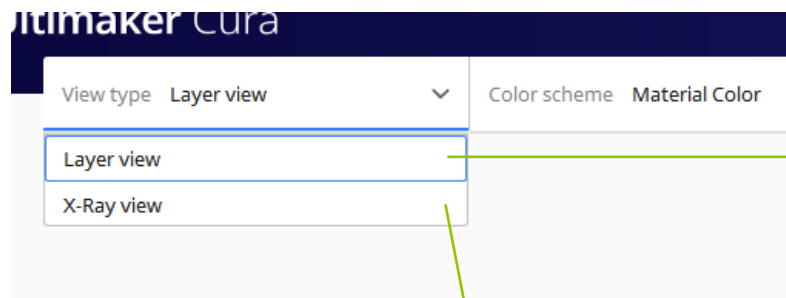 ltimaker Cura
View type Layer view Color scheme Material Color
Layer view
X-Ray view